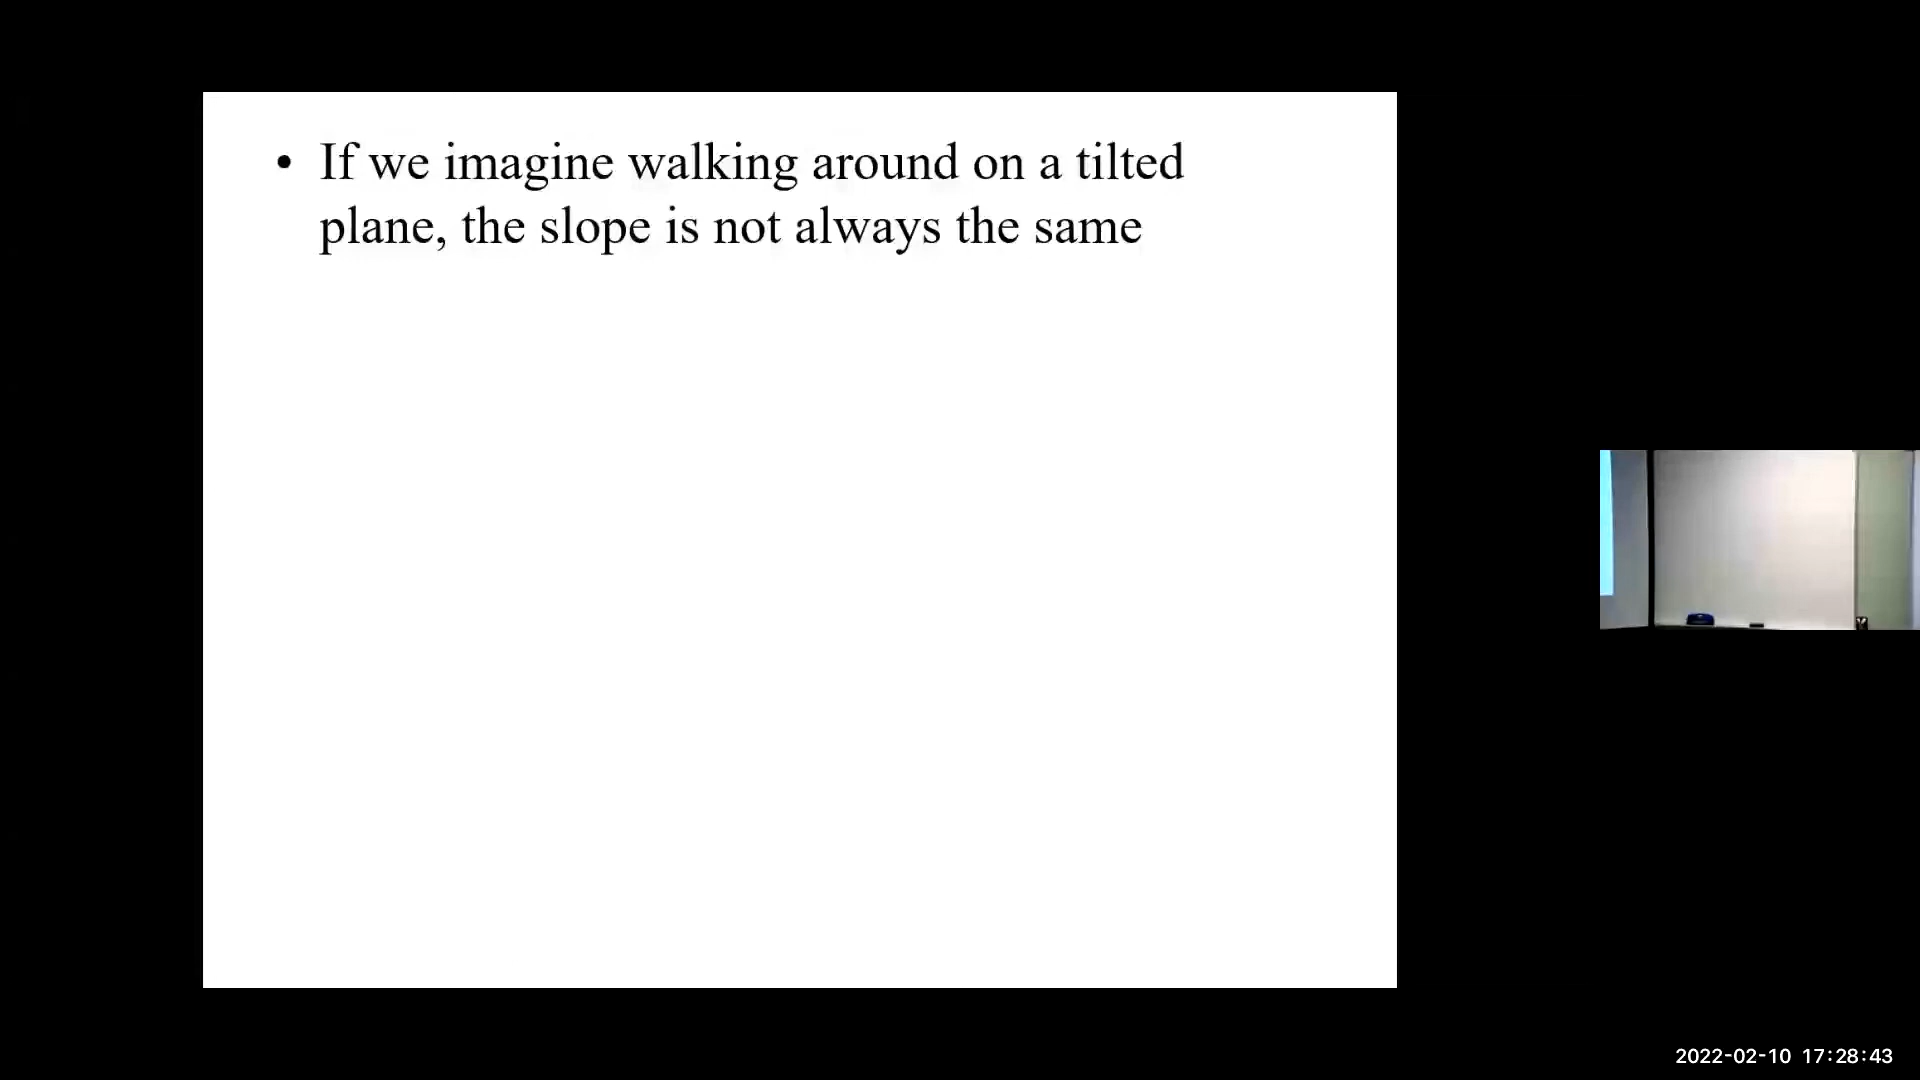 • If we imagine walking around on a tilted
plane, the slope is not always the same
2022-02-10 17:28:43